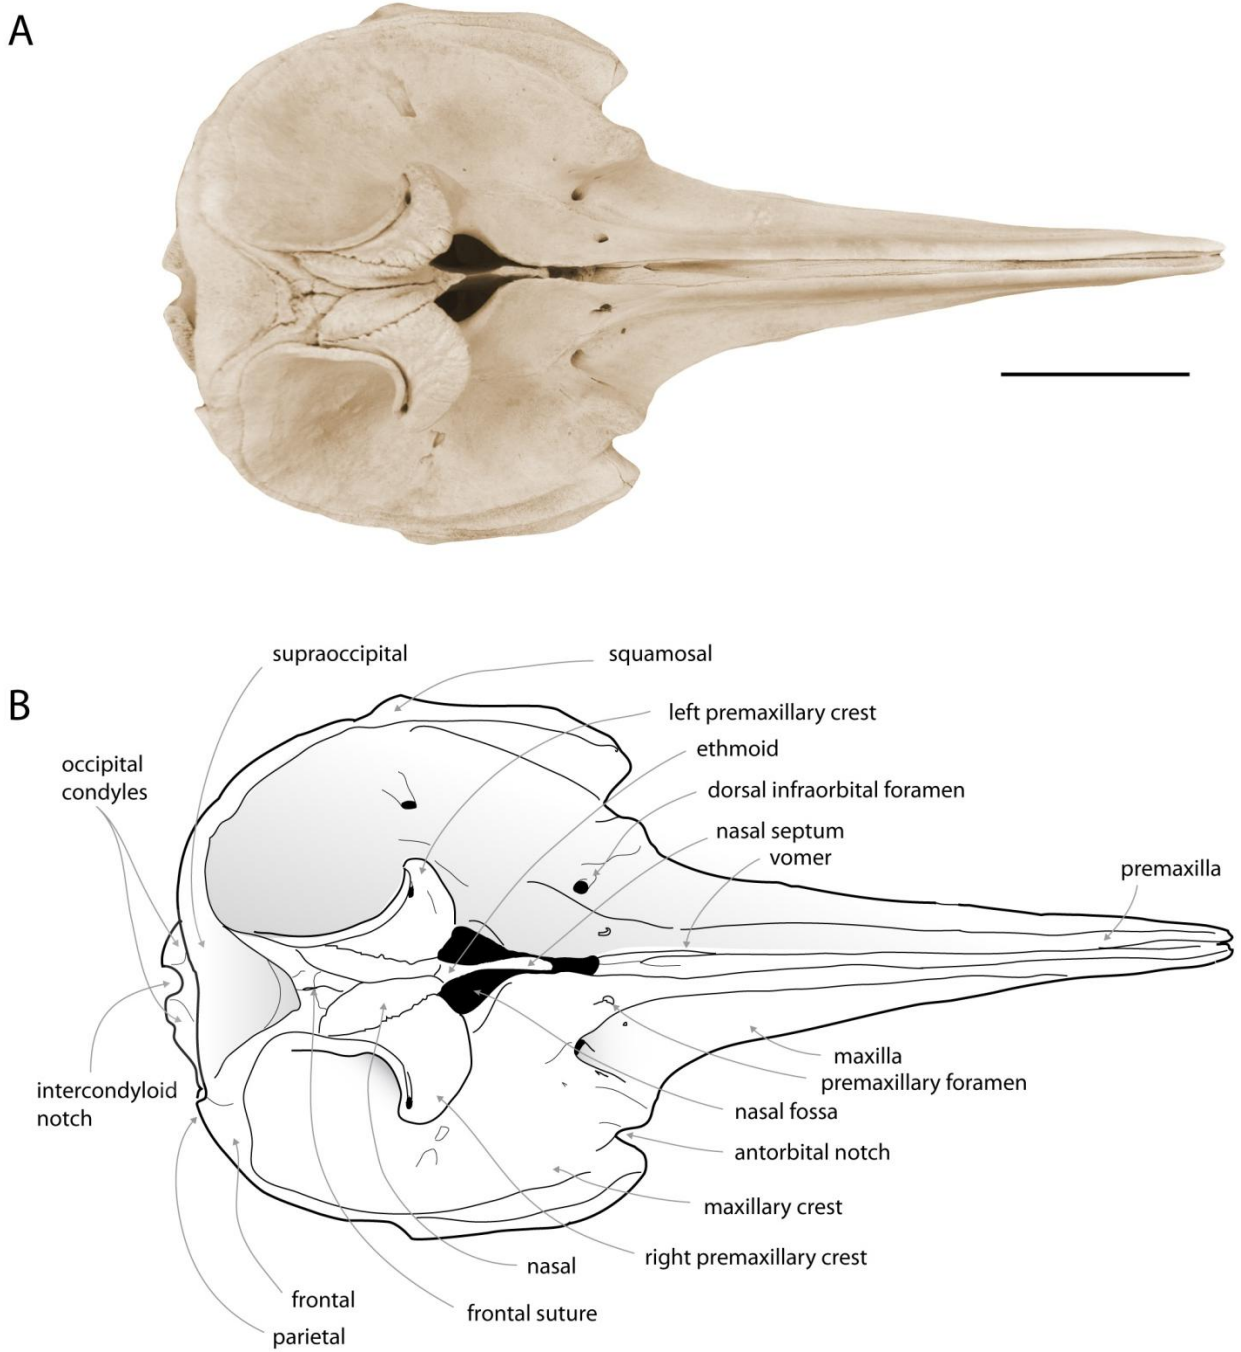 A
B
supraoccipital
squamosal
left premaxillary crest
ethmoid
occipital
condyles
dorsal infraorbital foramen
nasal septum
vomer
premaxilla
intercondyloid
notch
maxilla
premaxillary foramen
nasal fossa
antorbital notch
maxillary crest
right premaxillary crest
nasal
frontal
frontal suture
parietal